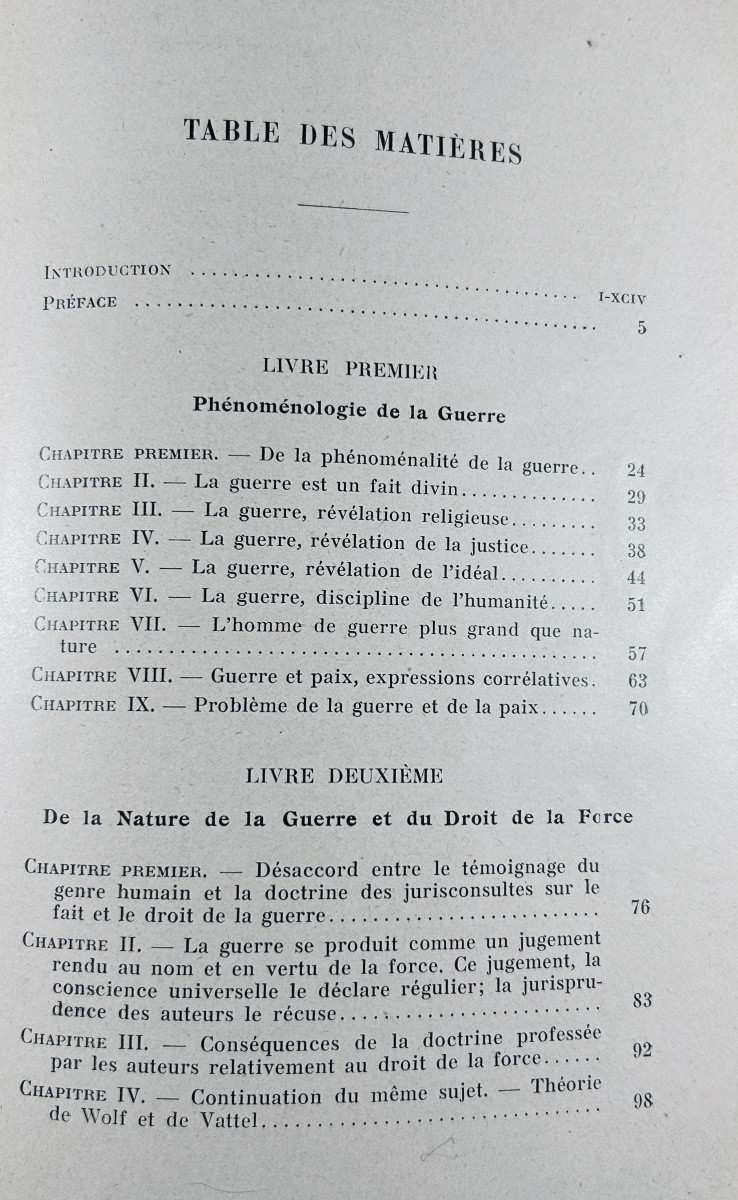 TABLE DES MATIÈRES
INTRODUCTION ........................................ I-XCIV
PRÉFACE ............................................. 5
LIVRE PREMIER
Phénoménologie de la Guerre
CHAPITRE PREMIER. — De la phénoménalité de la guerre.. 24
CHAPITRE II. — La guerre est un fait divin.............. 29
CHAPITRE III. — La guerre, révélation religieuse......... 33
CHAPITRE IV. — La guerre, révélation de la justice....... 38
CHAPITRE V. — La guerre, révélation de l'idéal.......... 44
CHAPITRE VI. — La guerre, discipline de l'humanité..... 51
CHAPITRE VII. — L'homme de guerre plus grand que na-
ture ................................................ 57
CHAPITRE VIII. — Guerre et paix, expressions corrélatives. 63
CHAPITRE IX. — Problème de la guerre et de la paix...... 70
LIVRE DEUXIÈME
De la Nature de la Guerre et du Droit de la Force
CHAPITRE PREMIER. — Désaccord entre le témoignage du
genre humain et la doctrine des jurisconsultes sur le
fait et le droit de la guerre........................... 76
CHAPITRE II. — La guerre se produit comme un jugement
rendu au nom et en vertu de la force. Ce jugement, la
conscience universelle le déclare régulier; la jurispru-
dence des auteurs le récuse.......................... 83
CHAPITRE III. — Conséquences de la doctrine professée
par les auteurs relativement au droit de la force...... 92
CHAPITRE IV. — Continuation du même sujet. — Théorie
de Wolf et de Vattel.................................. 98